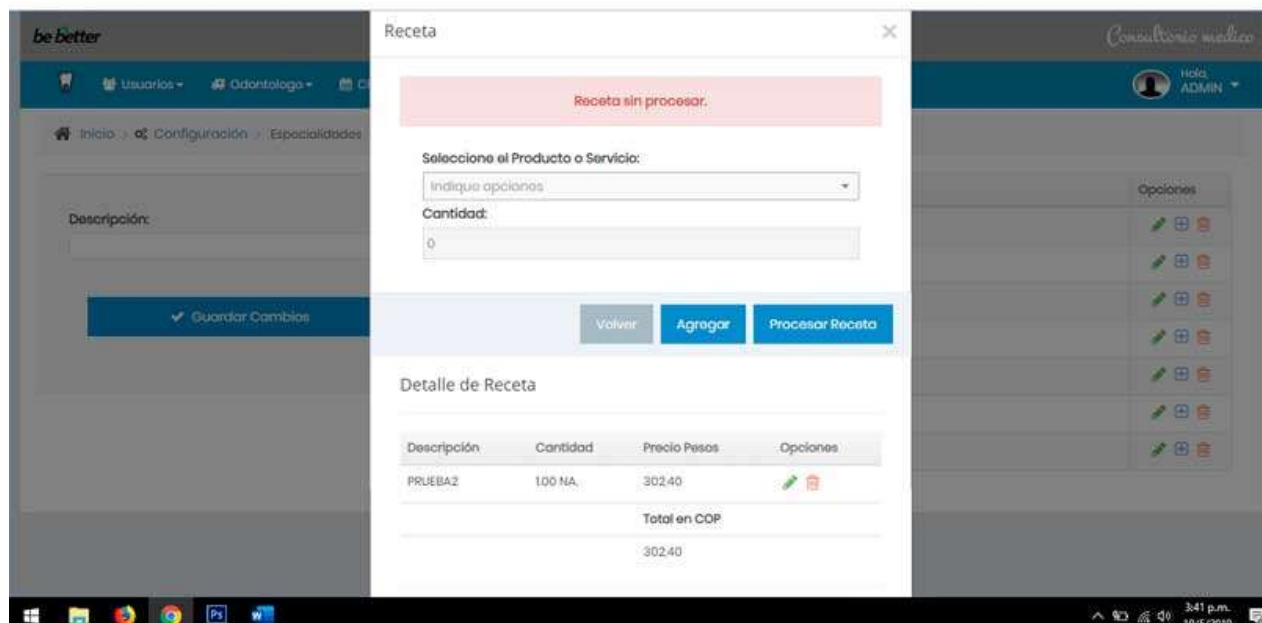 be better
Consultorio medico
Usuarios
Odontologo
Hola,
ADMIN
Inicio > Configuración > Especialidades
Descripción:
Guardar Cambios
Opciones
Receta
Receta sin procesar.
Seleccione el Producto o Servicio:
Indique opciones
Cantidad:
0
Volver
Agregar
Procesar Receta
Detalle de Receta
Descripción Cantidad Precio Pesos Opciones
PRUEBA2 1.00 NA. 302.40
Total en COP
302.40
3:41 p.m.